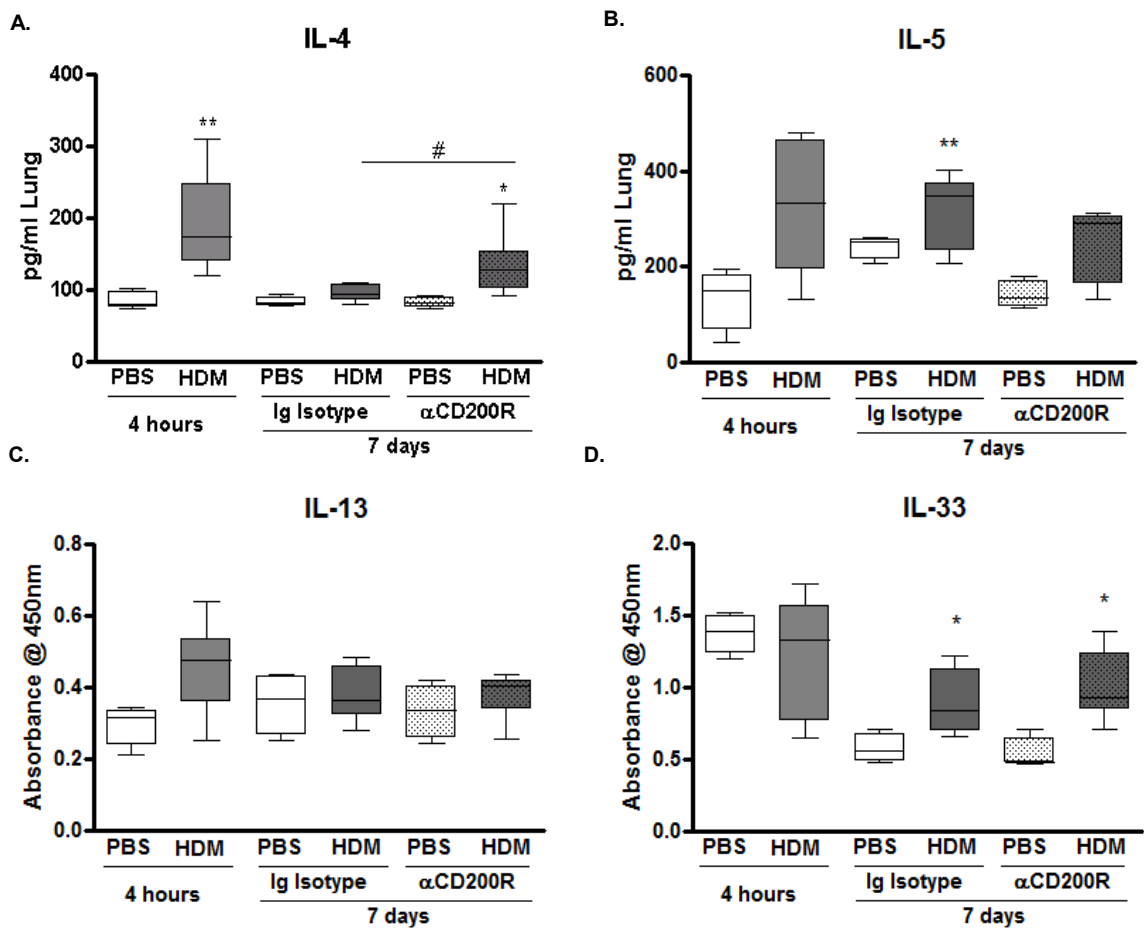 A.
IL-4
pg/ml Lung
400
300
200
100
0
**
#
*
PBS HDM PBS HDM PBS HDM
4 hours
Ig Isotype
αCD200R
7 days
B.
IL-5
pg/ml Lung
600
400
200
0
**
PBS HDM PBS HDM PBS HDM
4 hours
Ig Isotype
αCD200R
7 days
C.
IL-13
Absorbance @ 450nm
0.8
0.6
0.4
0.2
0.0
PBS HDM PBS HDM PBS HDM
4 hours
Ig Isotype
αCD200R
7 days
D.
IL-33
Absorbance @ 450nm
2.0
1.5
1.0
0.5
0.0
*
*
PBS HDM PBS HDM PBS HDM
4 hours
Ig Isotype
αCD200R
7 days